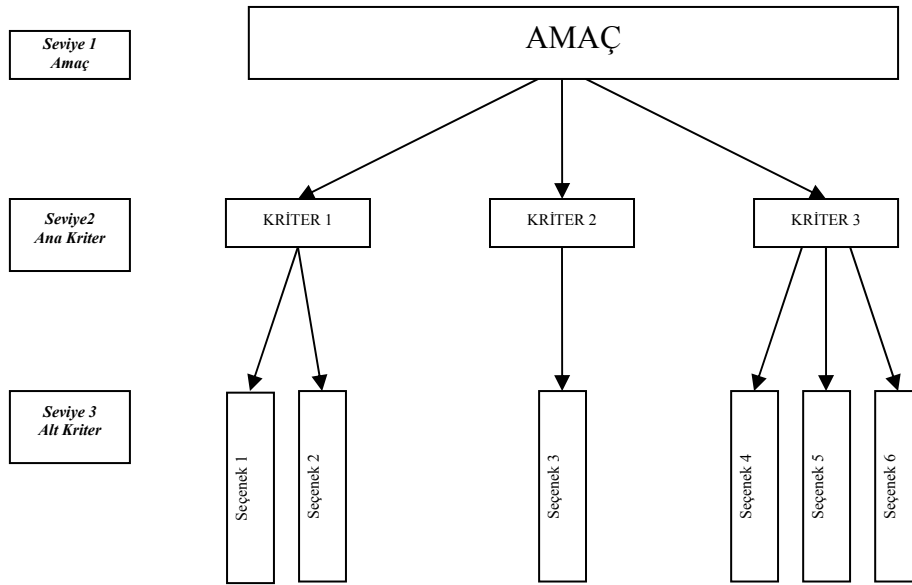 Seviye 1
Amaç
AMAÇ
Seviye2
Ana Kriter
KRİTER 1
KRİTER 2
KRİTER 3
Seviye 3
Alt Kriter
Seçenek 1
Seçenek 2
Seçenek 3
Seçenek 4
Seçenek 5
Seçenek 6